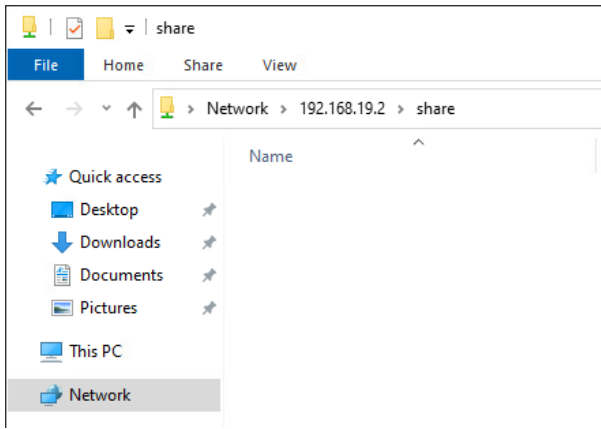 share
File Home Share View
Network 192.168.19.2 share
Name
Quick access
Desktop
Downloads
Documents
Pictures
This PC
Network